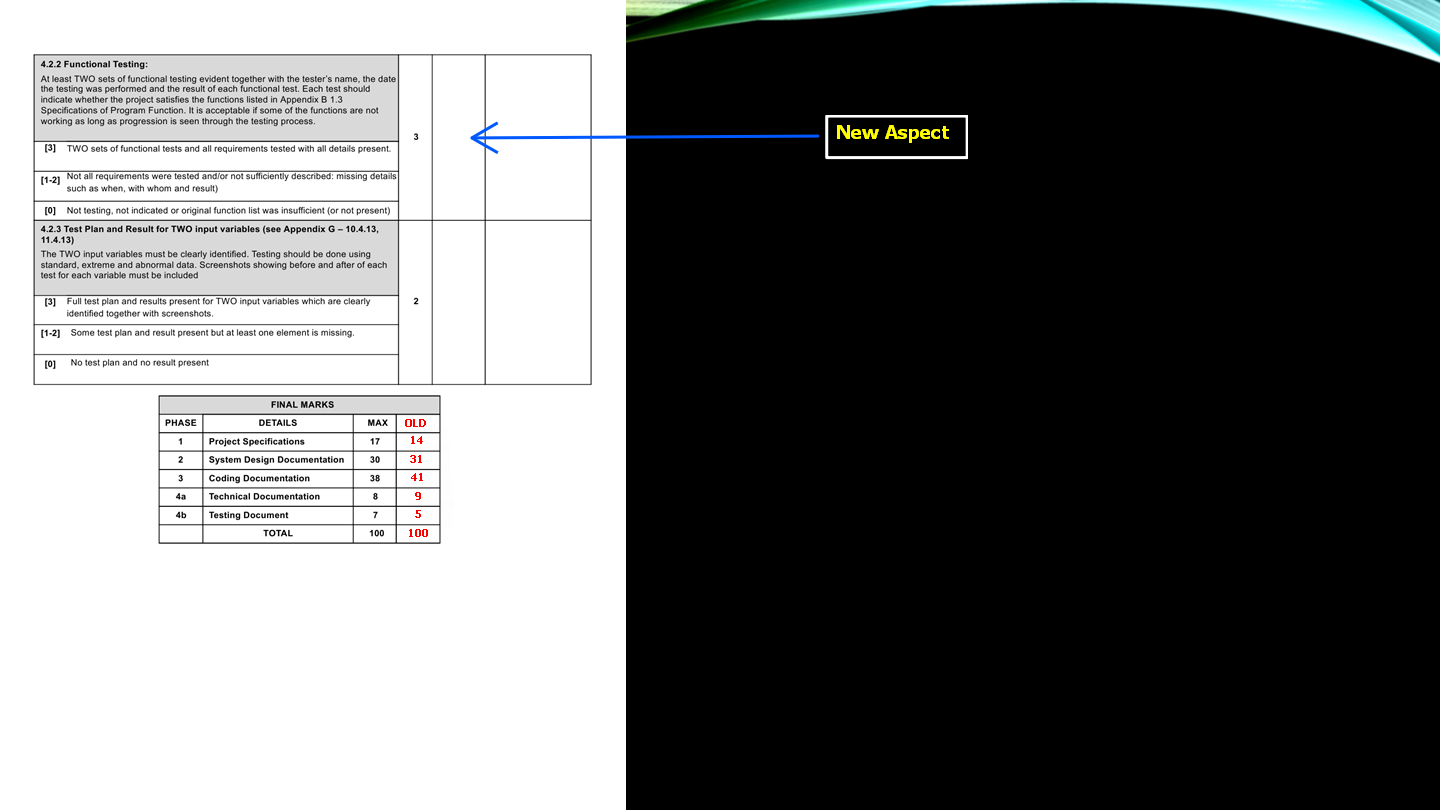 4.2.2 Functional Testing:
At least TWO sets of functional testing evident together with the tester's name, the date
the testing was performed and the result of each functional test. Each test should
indicate whether the project satisfies the functions listed in Appendix B 1.3
Specifications of Program Function. It is acceptable if some of the functions are not
working as long as progression is seen through the testing process.
3
[3] TWO sets of functional tests and all requirements tested with all details present.
[1-2] Not all requirements were tested and/or not sufficiently described: missing details
such as when, with whom and result)
[0] Not testing, not indicated or original function list was insufficient (or not present)
New Aspect
4.2.3 Test Plan and Result for TWO input variables (see Appendix G – 10.4.13,
11.4.13)
The TWO input variables must be clearly identified. Testing should be done using
standard, extreme and abnormal data. Screenshots showing before and after of each
test for each variable must be included
2
[3] Full test plan and results present for TWO input variables which are clearly
identified together with screenshots.
[1-2] Some test plan and result present but at least one element is missing.
[0] No test plan and no result present
FINAL MARKS
PHASE DETAILS MAX OLD
1 Project Specifications 17 14
2 System Design Documentation 30 31
3 Coding Documentation 38 41
4a Technical Documentation 8 9
4b Testing Document 7 5
TOTAL 100 100